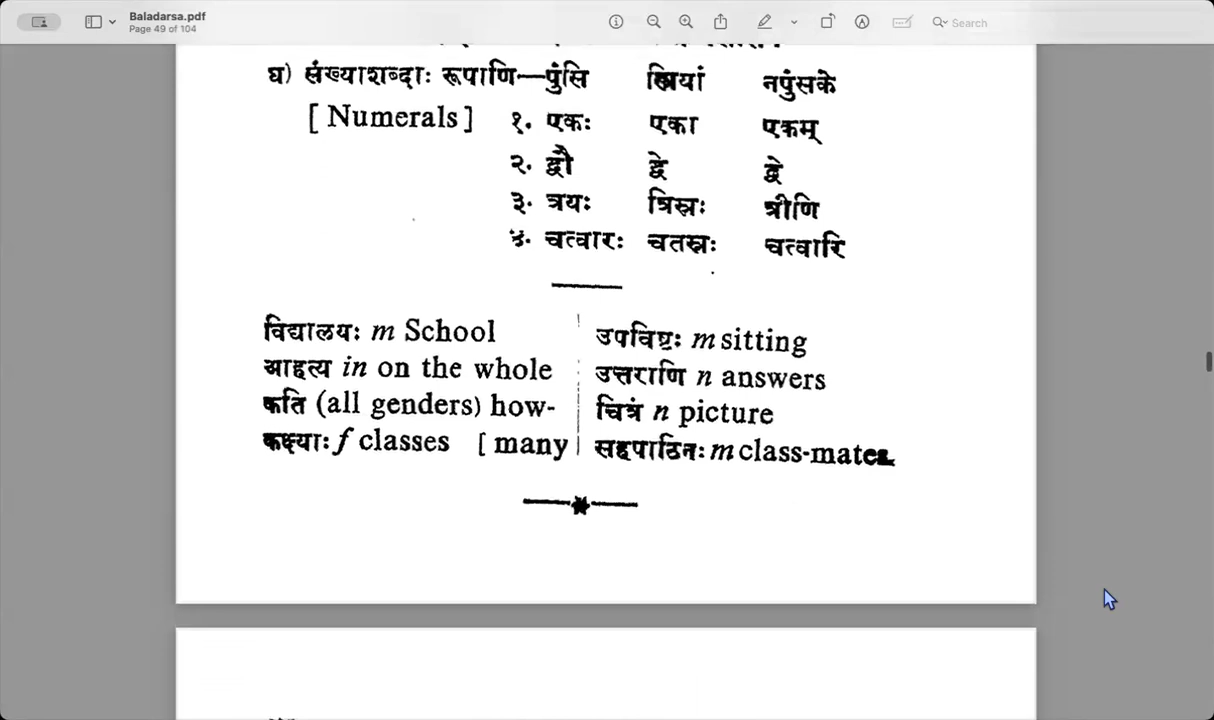 Baladarsa.pdf
Page 49 of 104
Search
घ) संख्याशब्दाः रूपाणि—पुंसि स्त्रियां नपुंसके
[ Numerals ] १. एकः एका एकम्
२. द्वौ द्वे द्वे
३. त्रयः त्रिस्रः त्रीणि
४. चत्वारः चतस्रः चत्वारि
विद्यालयः m School
आहत्य in on the whole
कति (all genders) how-
कक्ष्याः f classes [ many
उपविष्टः m sitting
उत्तराणि n answers
चित्रं n picture
सहपाठिनः m class-mates